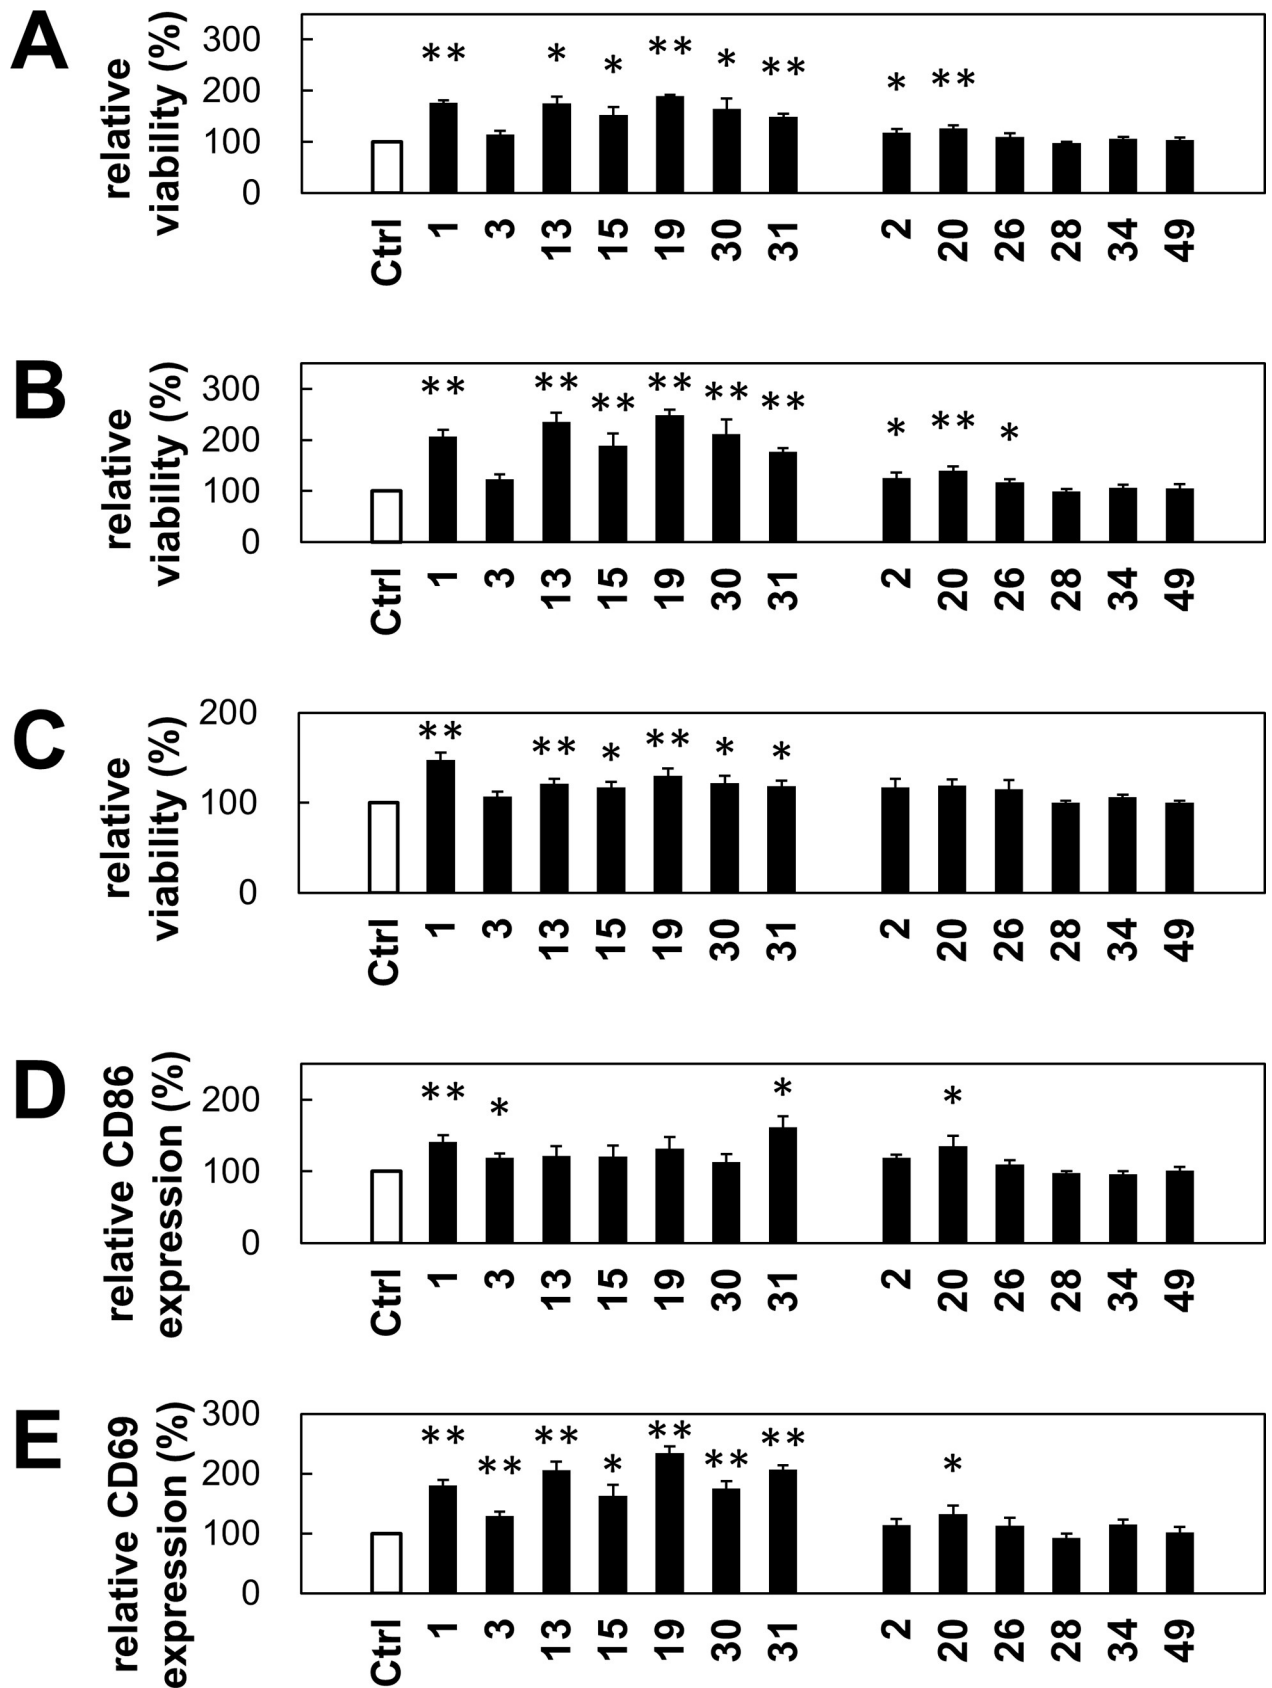 A
relative
viability (%)
300
200
100
0
** * * ** * ** * **
Ctrl 1 3 13 15 19 30 31 2 20 26 28 34 49
B
relative
viability (%)
300
200
100
0
** ** ** ** ** ** * ** *
Ctrl 1 3 13 15 19 30 31 2 20 26 28 34 49
C
relative
viability (%)
200
100
0
** ** * ** * *
Ctrl 1 3 13 15 19 30 31 2 20 26 28 34 49
D
relative CD86
expression (%)
200
100
0
** * * *
Ctrl 1 3 13 15 19 30 31 2 20 26 28 34 49
E
relative CD69
expression (%)
300
200
100
0
** ** ** * ** ** ** *
Ctrl 1 3 13 15 19 30 31 2 20 26 28 34 49